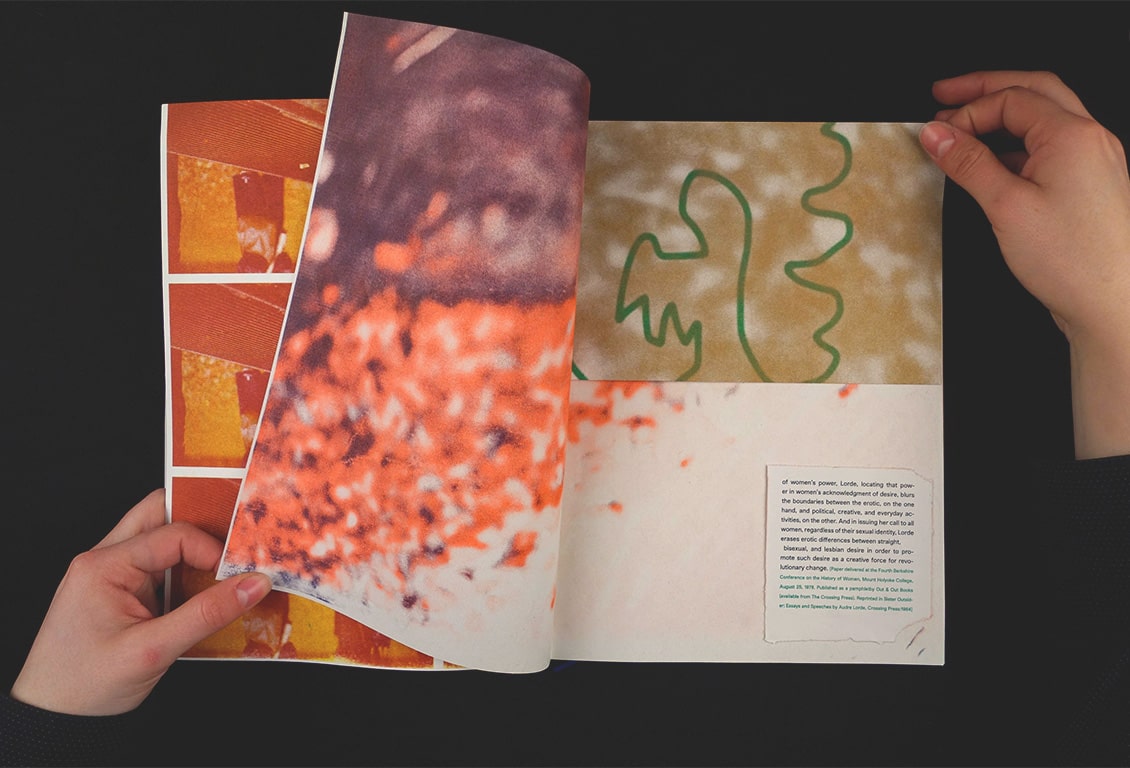 of women's power, Lorde, locating that pow-
er in women's acknowledgment of desire, blurs
the boundaries between the erotic, on the one
hand, and political, creative, and everyday ac-
tivities, on the other. And in issuing her call to all
women, regardless of their sexual identity, Lorde
erases erotic differences between straight,
bisexual, and lesbian desire in order to pro-
mote such desire as a creative force for revo-
lutionary change. (Paper delivered at the Fourth Berkshire
Conference on the History of Women, Mount Holyoke College,
August 25, 1978. Published as a pamphlet by Out & Out Books
(available from The Crossing Press). Reprinted in Sister Outsid-
er: Essays and Speeches by Audre Lorde, Crossing Press:1984)